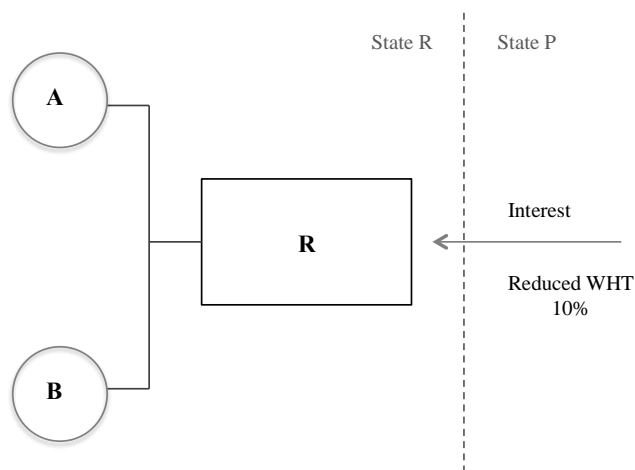 State R
State P
A
Interest
R
Reduced WHT
10%
B